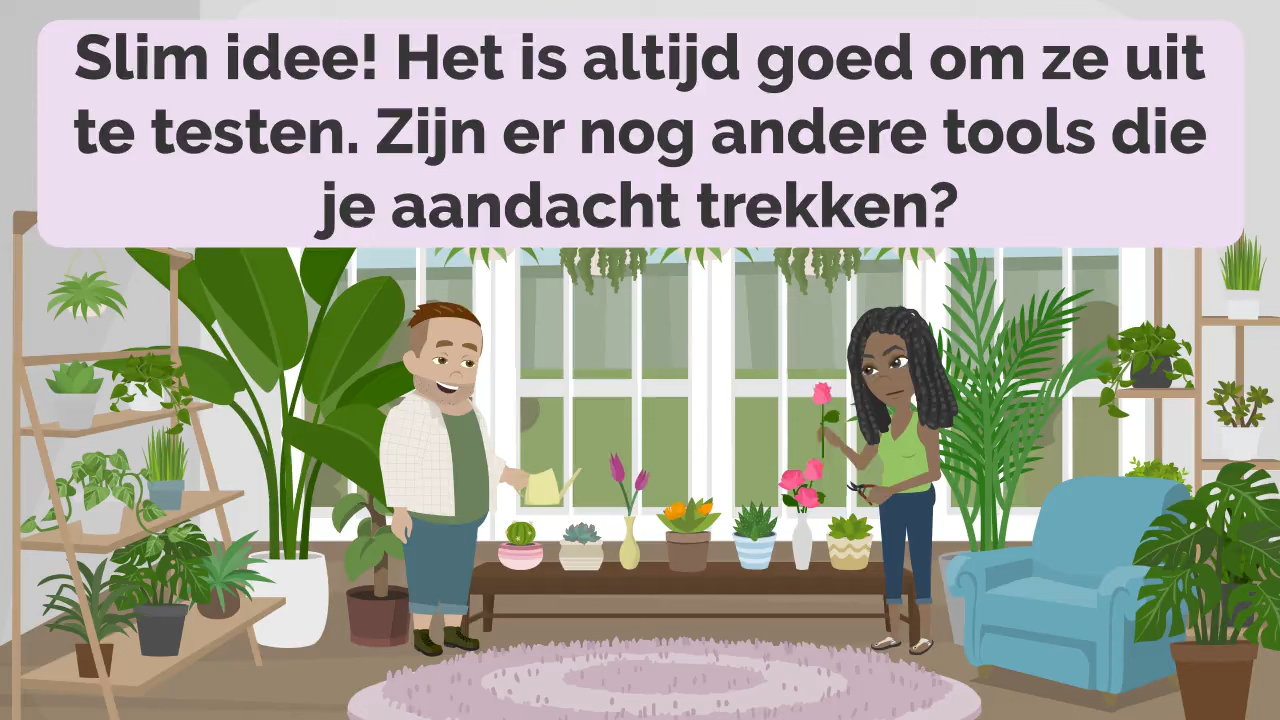 Slim idee! Het is altijd goed om ze uit
te testen. Zijn er nog andere tools die
je aandacht trekken?